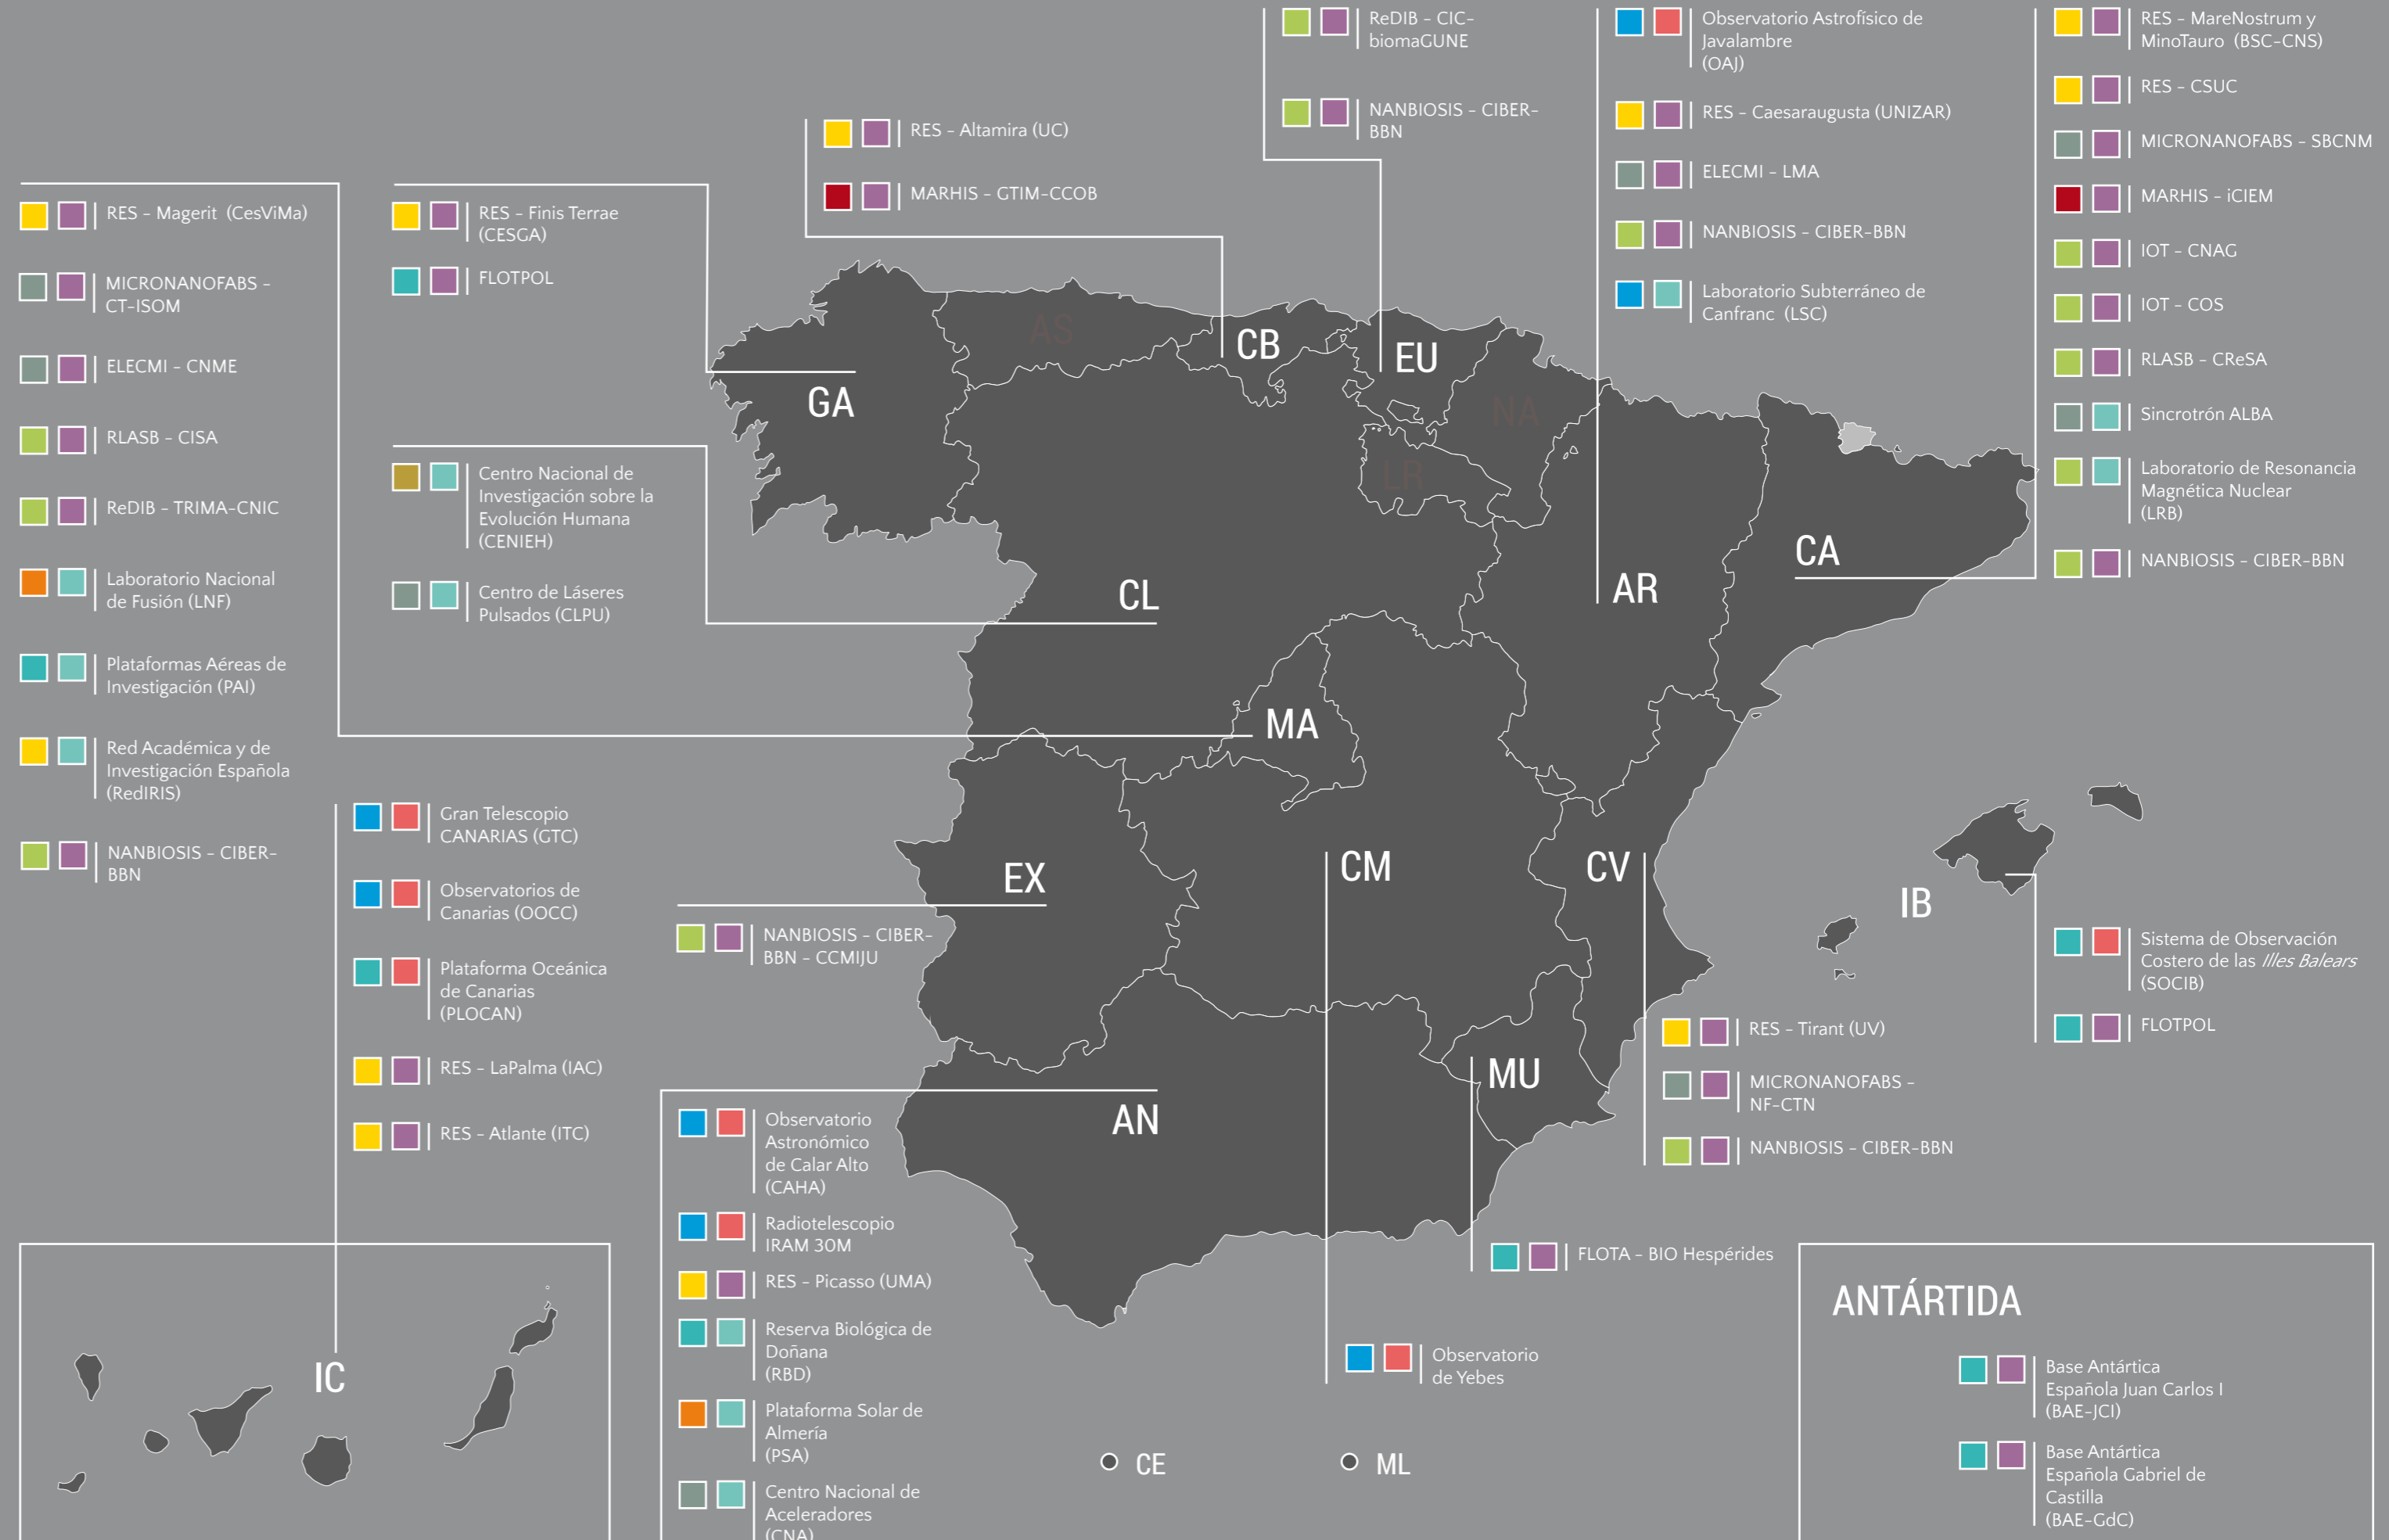 ReDIB - CIC-
biomaGUNE
NANBIOSIS - CIBER-
BBN
Observatorio Astrofísico de
Javalambre
(OAJ)
RES - Caesaraugusta (UNIZAR)
ELECMI - LMA
NANBIOSIS - CIBER-BBN
Laboratorio Subterráneo de
Canfranc (LSC)
RES - MareNostrum y
MinoTauro (BSC-CNS)
RES - CSUC
MICRONANOFABS - SBCNM
MARHIS - iCIEM
IOT - CNAG
IOT - COS
RLASB - CReSA
Sincrotrón ALBA
Laboratorio de Resonancia
Magnética Nuclear
(LRB)
NANBIOSIS - CIBER-BBN
RES - Altamira (UC)
MARHIS - GTIM-CCOB
RES - Magerit (CesViMa)
MICRONANOFABS -
CT-ISOM
ELECMI - CNME
RLASB - CISA
ReDIB - TRIMA-CNIC
Laboratorio Nacional
de Fusión (LNF)
Plataformas Aéreas de
Investigación (PAI)
Red Académica y de
Investigación Española
(RedIRIS)
NANBIOSIS - CIBER-
BBN
RES - Finis Terrae
(CESGA)
FLOTPOL
Centro Nacional de
Investigación sobre la
Evolución Humana
(CENIEH)
Centro de Láseres
Pulsados (CLPU)
AS
CB
EU
NA
GA
LR
CL
AR
CA
MA
EX
CM
CV
IB
MU
AN
Gran Telescopio
CANARIAS (GTC)
Observatorios de
Canarias (OOCC)
Plataforma Oceánica
de Canarias
(PLOCAN)
RES - LaPalma (IAC)
RES - Atlante (ITC)
IC
NANBIOSIS - CIBER-
BBN - CCMIJU
Observatorio
Astronómico
de Calar Alto
(CAHA)
Radiotelescopio
IRAM 30M
RES - Picasso (UMA)
Reserva Biológica de
Doñana
(RBD)
Plataforma Solar de
Almería
(PSA)
Centro Nacional de
Aceleradores
(CNA)
Sistema de Observación
Costero de las Illes Balears
(SOCIB)
FLOTPOL
RES - Tirant (UV)
MICRONANOFABS -
NF-CTN
NANBIOSIS - CIBER-BBN
FLOTA - BIO Hespérides
Observatorio
de Yebes
CE
ML
ANTÁRTIDA
Base Antártica
Española Juan Carlos I
(BAE-JCI)
Base Antártica
Española Gabriel de
Castilla
(BAE-GdC)